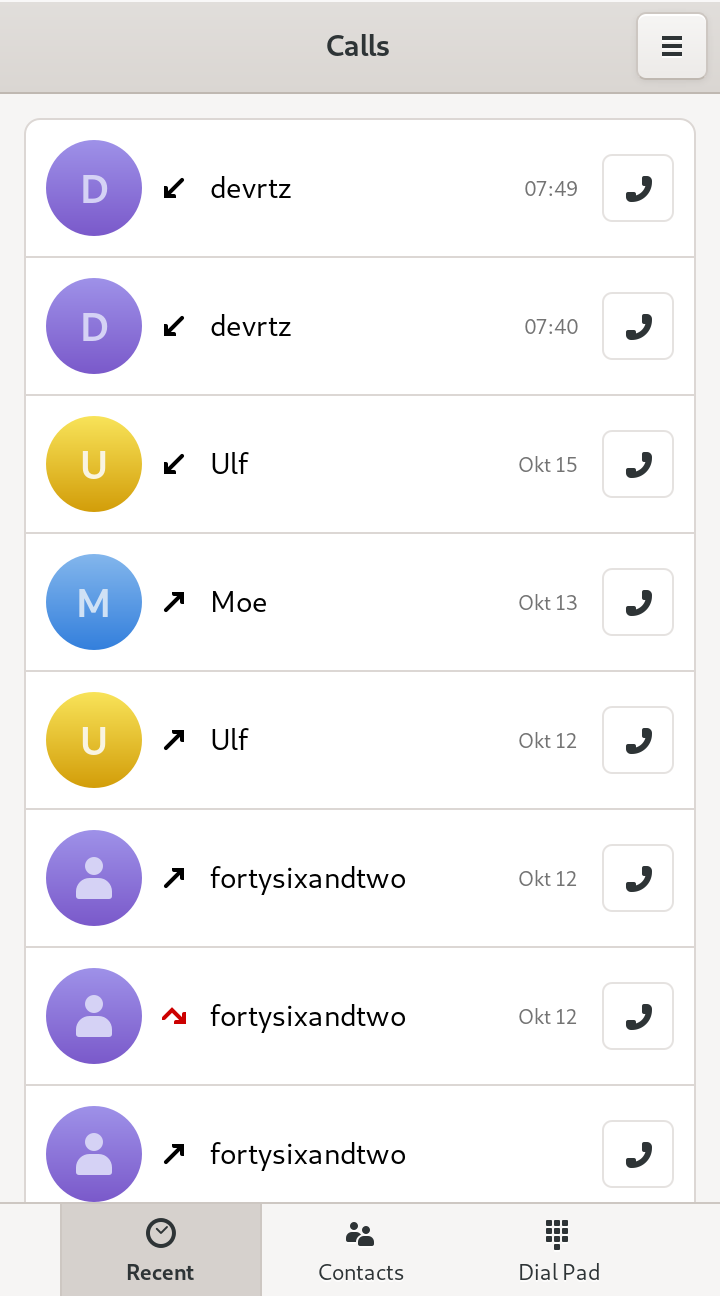 Calls
D devrtz 07:49
D devrtz 07:40
U Ulf Okt 15
M Moe Okt 13
U Ulf Okt 12
fortysixandtwo Okt 12
fortysixandtwo Okt 12
fortysixandtwo
Recent Contacts Dial Pad